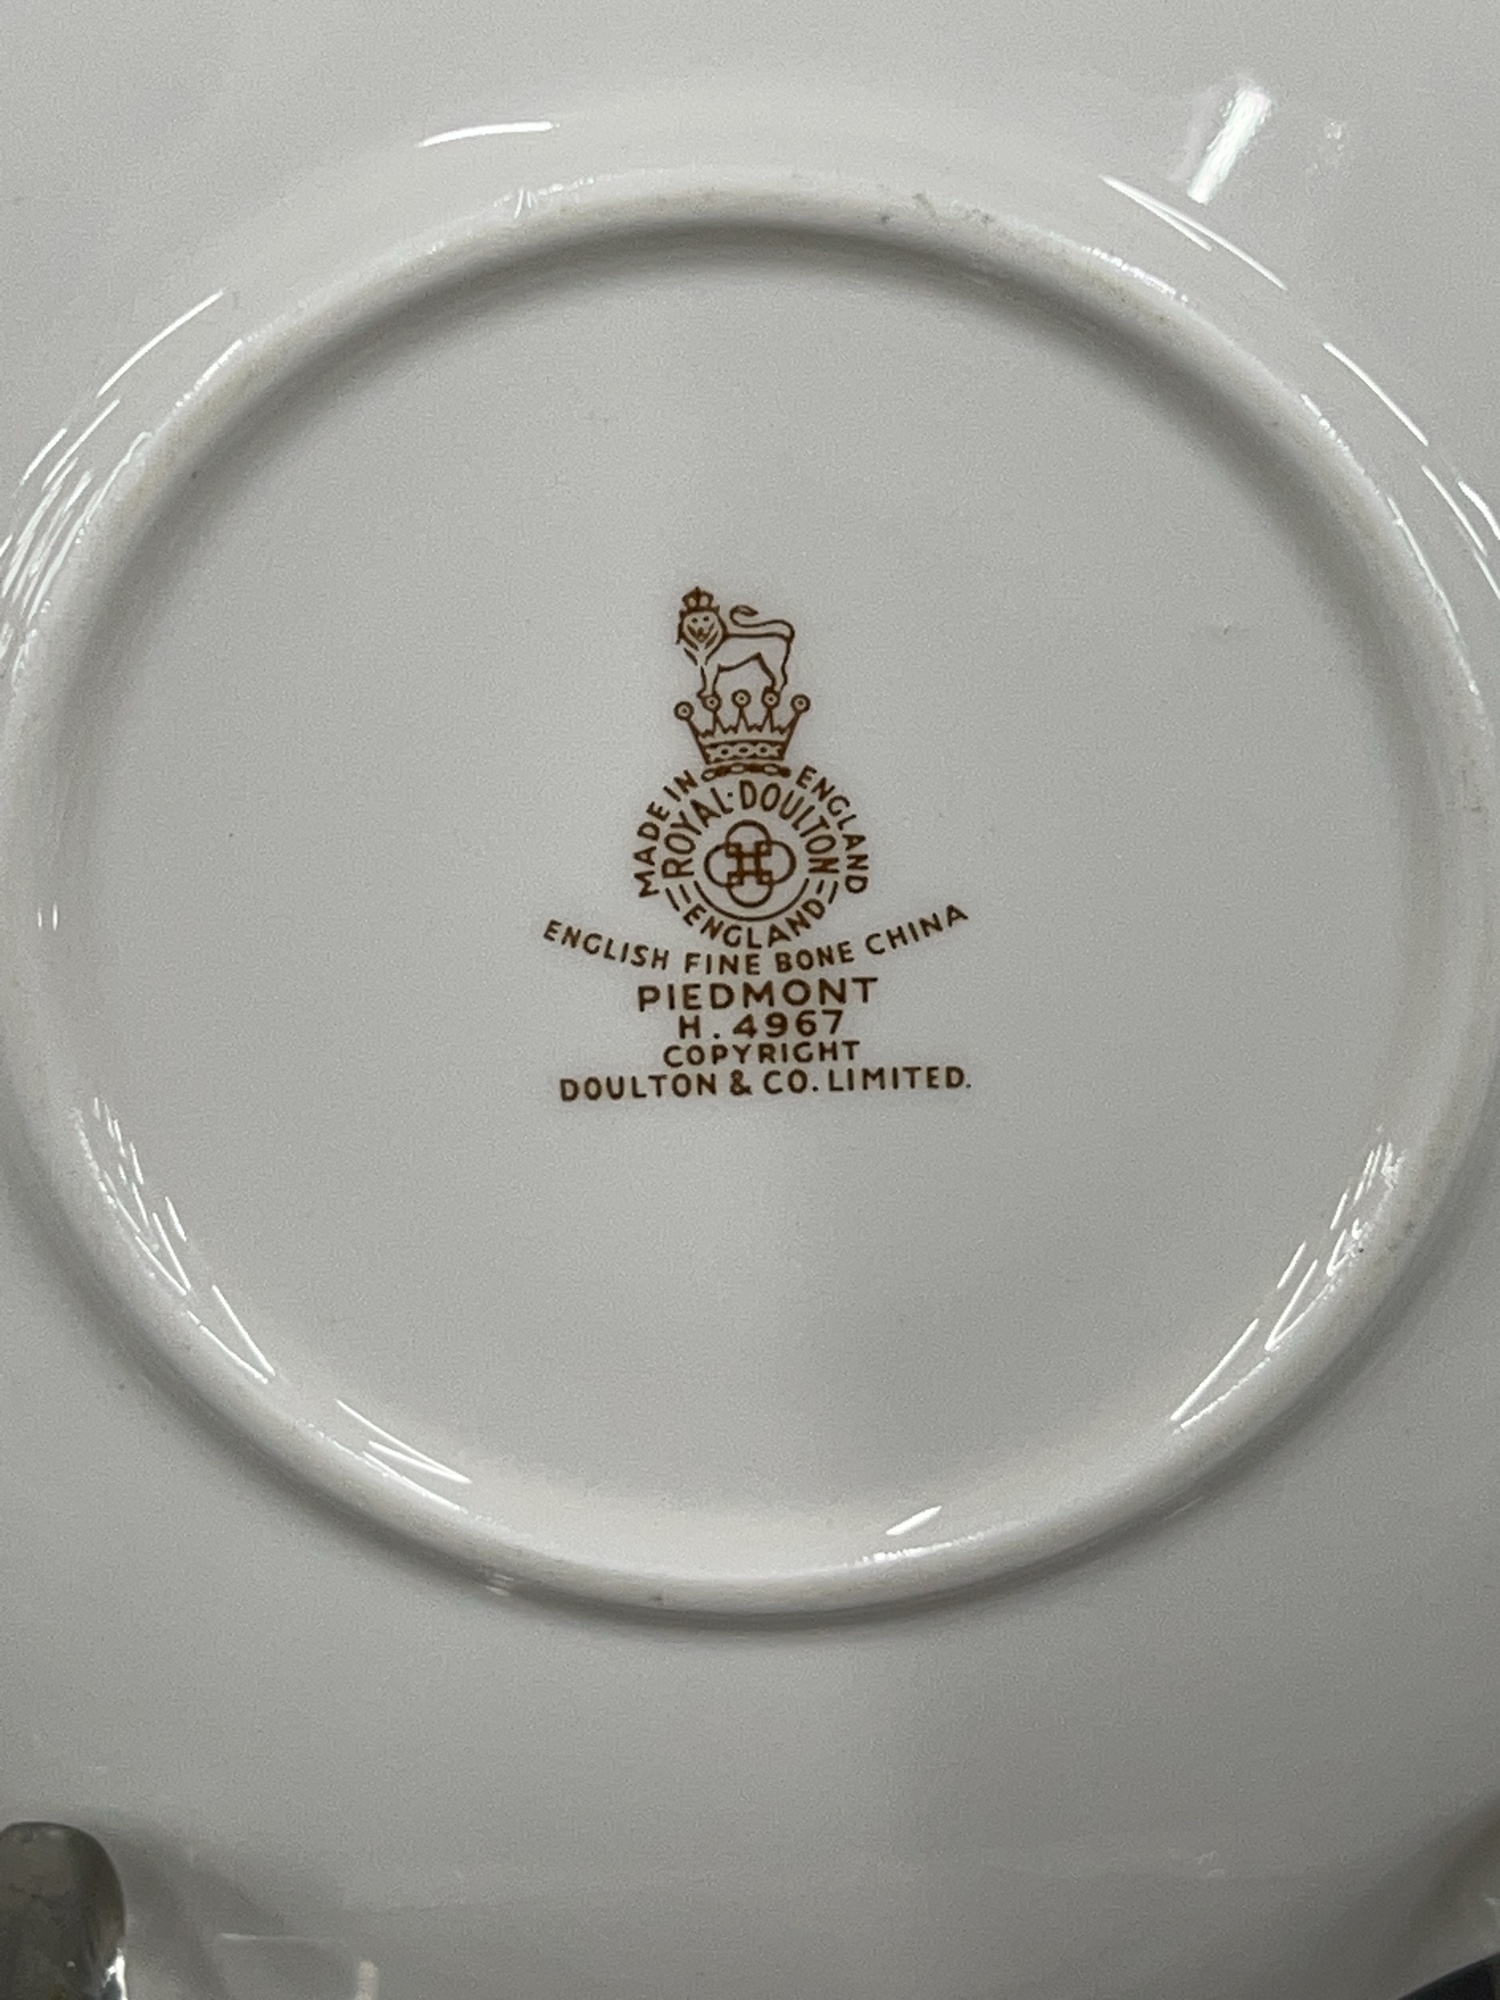 MADE IN ENGLAND
ROYAL·DOULTON
ENGLAND
ENGLISH FINE BONE CHINA
PIEDMONT
H. 4967
COPYRIGHT
DOULTON & CO. LIMITED.